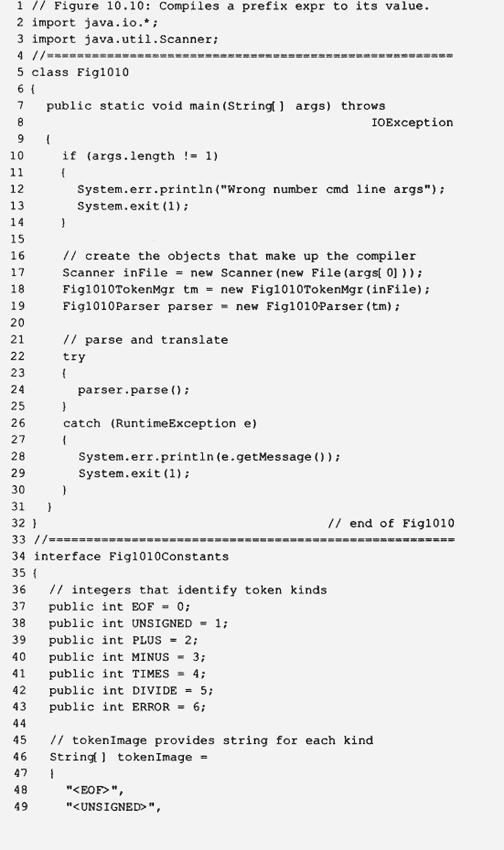 1 // Figure 10.10: Compiles a prefix expr to its value.
2 import java.io.*;
3 import java.util.Scanner;
4 //======================================================
5 class Fig1010
6 {
7   public static void main(String[] args) throws
8                                              IOException
9   {
10     if (args.length != 1)
11     {
12       System.err.println("Wrong number cmd line args");
13       System.exit(1);
14     }
15
16     // create the objects that make up the compiler
17     Scanner inFile = new Scanner(new File(args[0]));
18     Fig1010TokenMgr tm = new Fig1010TokenMgr(inFile);
19     Fig1010Parser parser = new Fig1010Parser(tm);
20
21     // parse and translate
22     try
23     {
24       parser.parse();
25     }
26     catch (RuntimeException e)
27     {
28       System.err.println(e.getMessage());
29       System.exit(1);
30     }
31   }
32 }                                       // end of Fig1010
33 //======================================================
34 interface Fig1010Constants
35 {
36   // integers that identify token kinds
37   public int EOF = 0;
38   public int UNSIGNED = 1;
39   public int PLUS = 2;
40   public int MINUS = 3;
41   public int TIMES = 4;
42   public int DIVIDE = 5;
43   public int ERROR = 6;
44
45   // tokenImage provides string for each kind
46   String[] tokenImage =
47   {
48     "<EOF>",
49     "<UNSIGNED>",